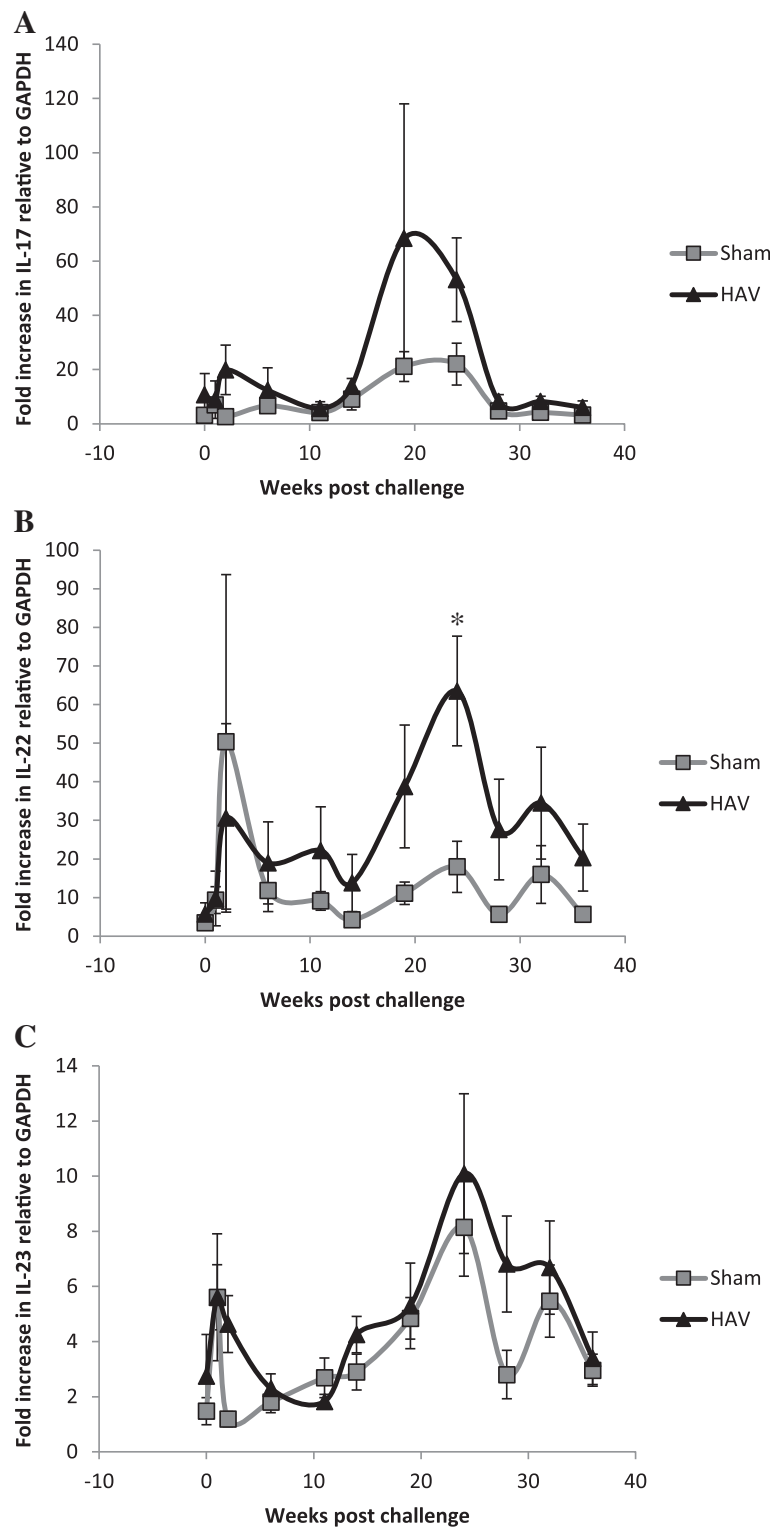 A
Fold increase in IL-17 relative to GAPDH
140
120
100
80
60
40
20
0
-10 0 10 20 30 40
Weeks post challenge
Sham
HAV
B
Fold increase in IL-22 relative to GAPDH
100
90
80
70
60
50
40
30
20
10
0
*
-10 0 10 20 30 40
Weeks post challenge
Sham
HAV
C
Fold increase in IL-23 relative to GAPDH
14
12
10
8
6
4
2
0
-10 0 10 20 30 40
Weeks post challenge
Sham
HAV